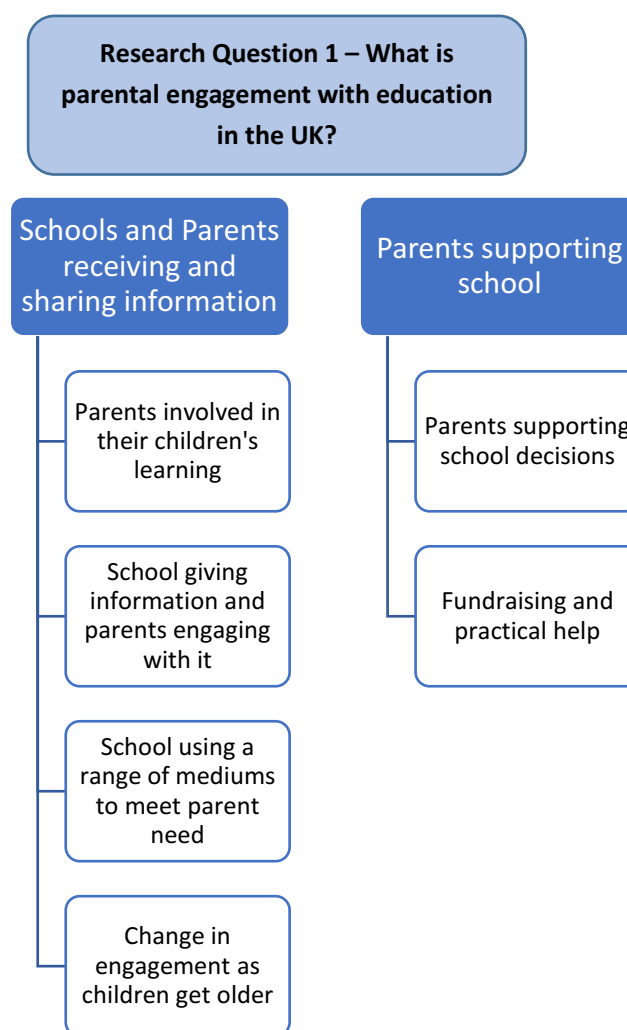 Research Question 1 – What is
parental engagement with education
in the UK?
Schools and Parents
receiving and
sharing information
Parents involved in
their children's
learning
School giving
information and
parents engaging
with it
School using a
range of mediums
to meet parent
need
Change in
engagement as
children get older
Parents supporting
school
Parents supporting
school decisions
Fundraising and
practical help